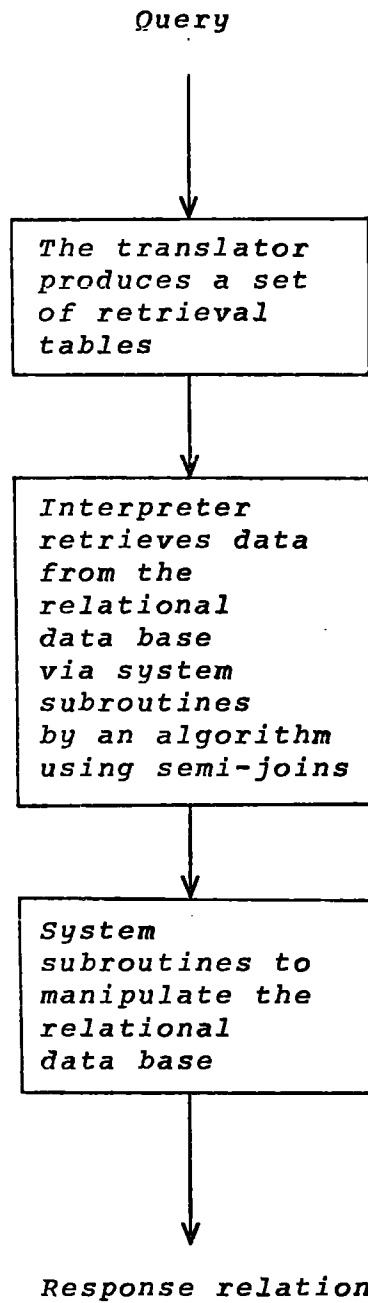 Query
The translator
produces a set
of retrieval
tables
Interpreter
retrieves data
from the
relational
data base
via system
subroutines
by an algorithm
using semi-joins
System
subroutines to
manipulate the
relational
data base
Response relation